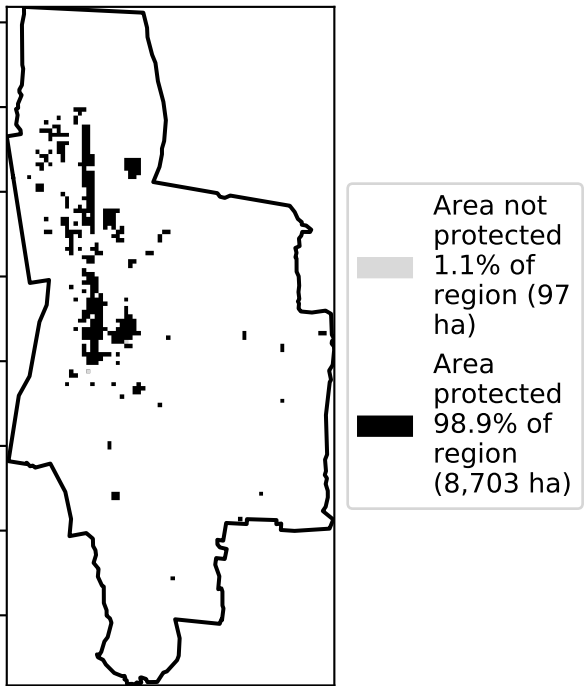 Area not
protected
1.1% of
region (97
ha)
Area
protected
98.9% of
region
(8,703 ha)